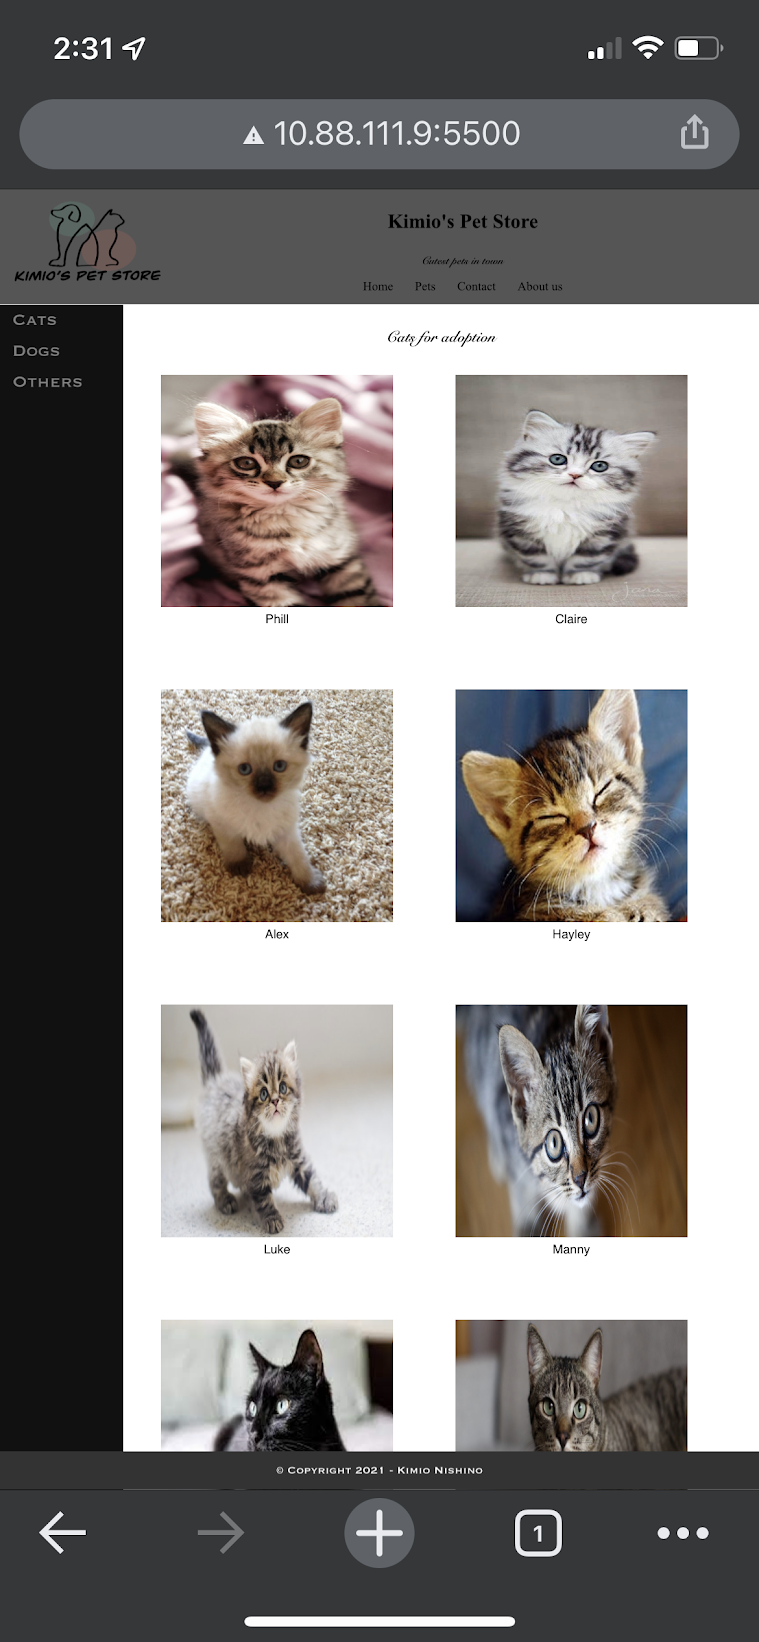 2:31
10.88.111.9:5500
KIMIO'S PET STORE
Kimio's Pet Store
Cutest pets in town
Home Pets Contact About us
Cats
Dogs
Others
Cats for adoption
Phill
Claire
Alex
Hayley
Luke
Manny
© Copyright 2021 - Kimio Nishino
1